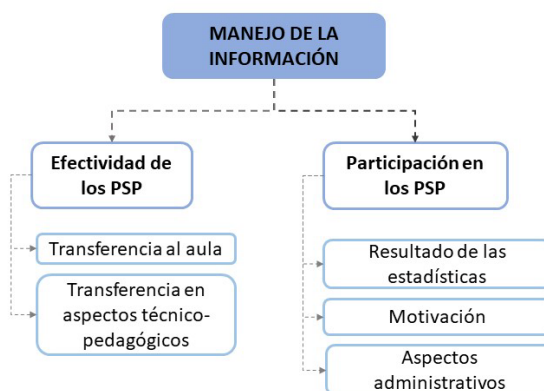 MANEJO DE LA
INFORMACIÓN
Efectividad de
los PSP
Transferencia al aula
Transferencia en
aspectos técnico-
pedagógicos
Participación en
los PSP
Resultado de las
estadísticas
Motivación
Aspectos
administrativos